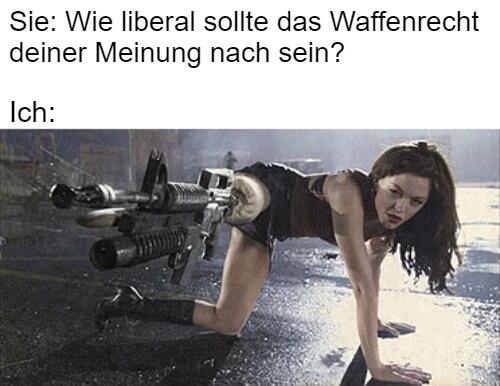 Sie: Wie liberal sollte das Waffenrecht
deiner Meinung nach sein?
Ich: